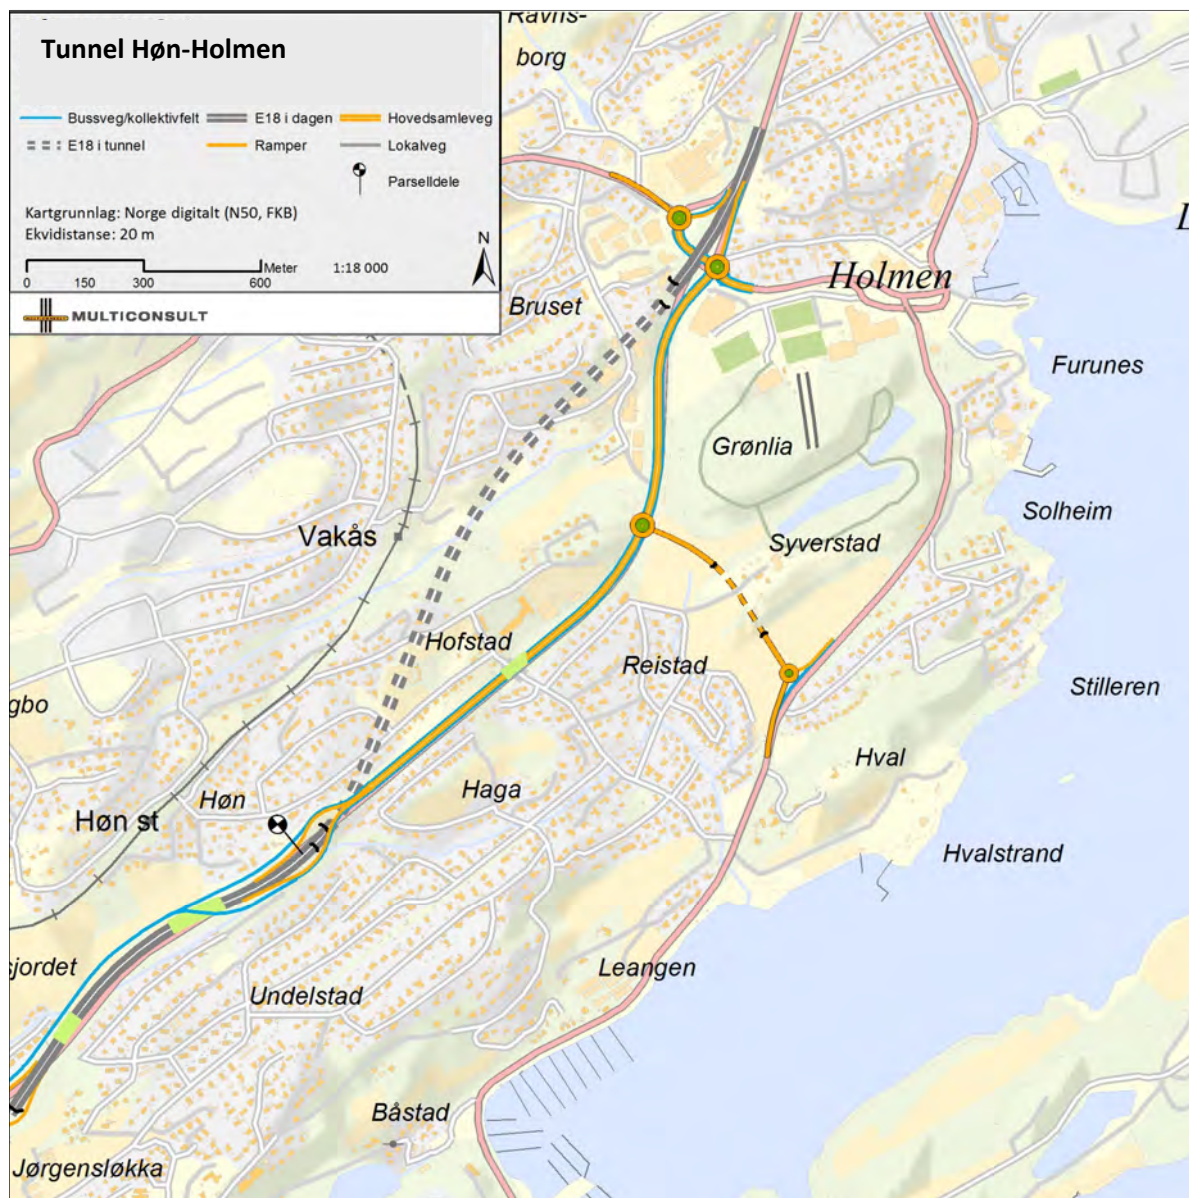 Tunnel Høn-Holmen
Bussveg/kollektivfelt
E18 i dagen
Hovedsamleveg
E18 i tunnel
Ramper
Lokalveg
Parselldele
Kartgrunnlag: Norge digitalt (N50, FKB)
Ekvidistanse: 20 m
N
Meter
1:18 000
0 150 300 600
MULTICONSULT
Ravns-
borg
Holmen
Bruset
Furunes
Grønlia
Solheim
Vakås
Syverstad
Hofstad
Reistad
Stilleren
gbo
Hval
Høn
Haga
Høn st
Hvalstrand
sjordet
Leangen
Undelstad
Båstad
Jørgensløkka